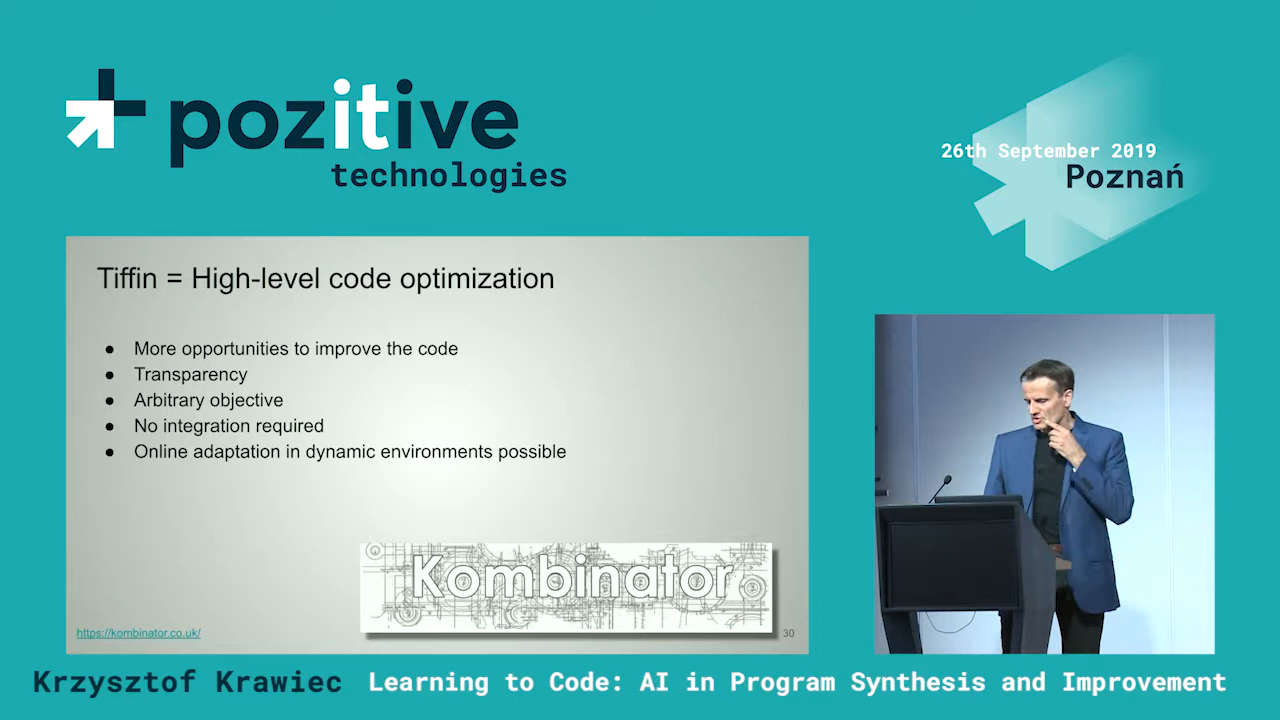 pozitive
technologies
26th September 2019
Poznań
Tiffin = High-level code optimization
● More opportunities to improve the code
● Transparency
● Arbitrary objective
● No integration required
● Online adaptation in dynamic environments possible
Kombinator
https://kombinator.co.uk/
30
Krzysztof Krawiec Learning to Code: AI in Program Synthesis and Improvement